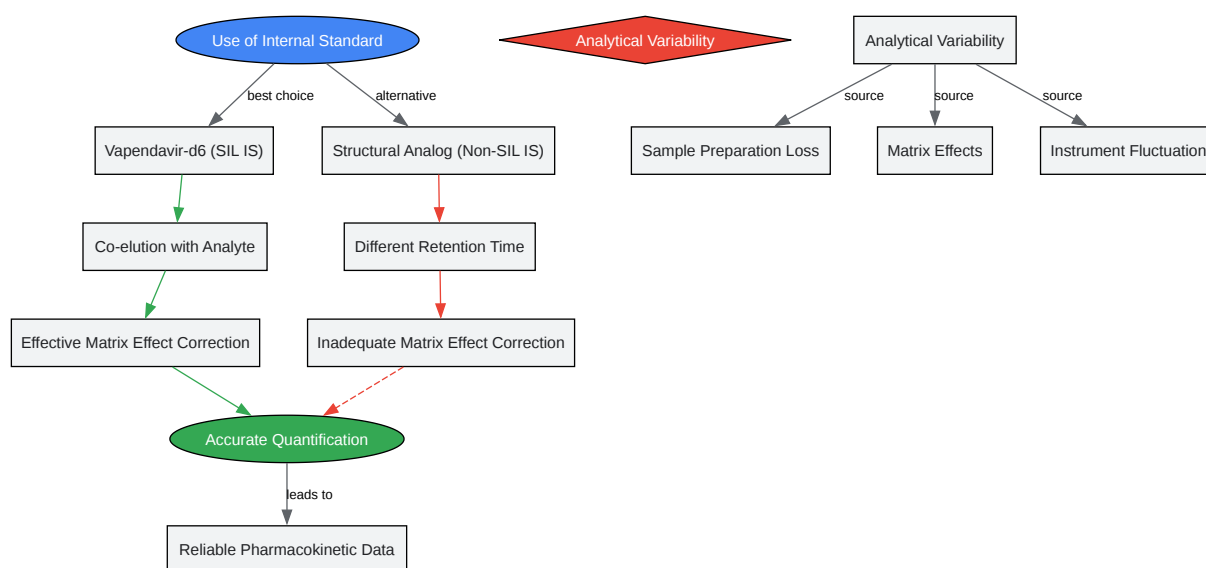 Use of Internal Standard
Analytical Variability
Analytical Variability
best choice
alternative
source
source
source
Vapendavir-d6 (SIL IS)
Structural Analog (Non-SIL IS)
Sample Preparation Loss
Matrix Effects
Instrument Fluctuation
Co-elution with Analyte
Different Retention Time
Effective Matrix Effect Correction
Inadequate Matrix Effect Correction
Accurate Quantification
leads to
Reliable Pharmacokinetic Data